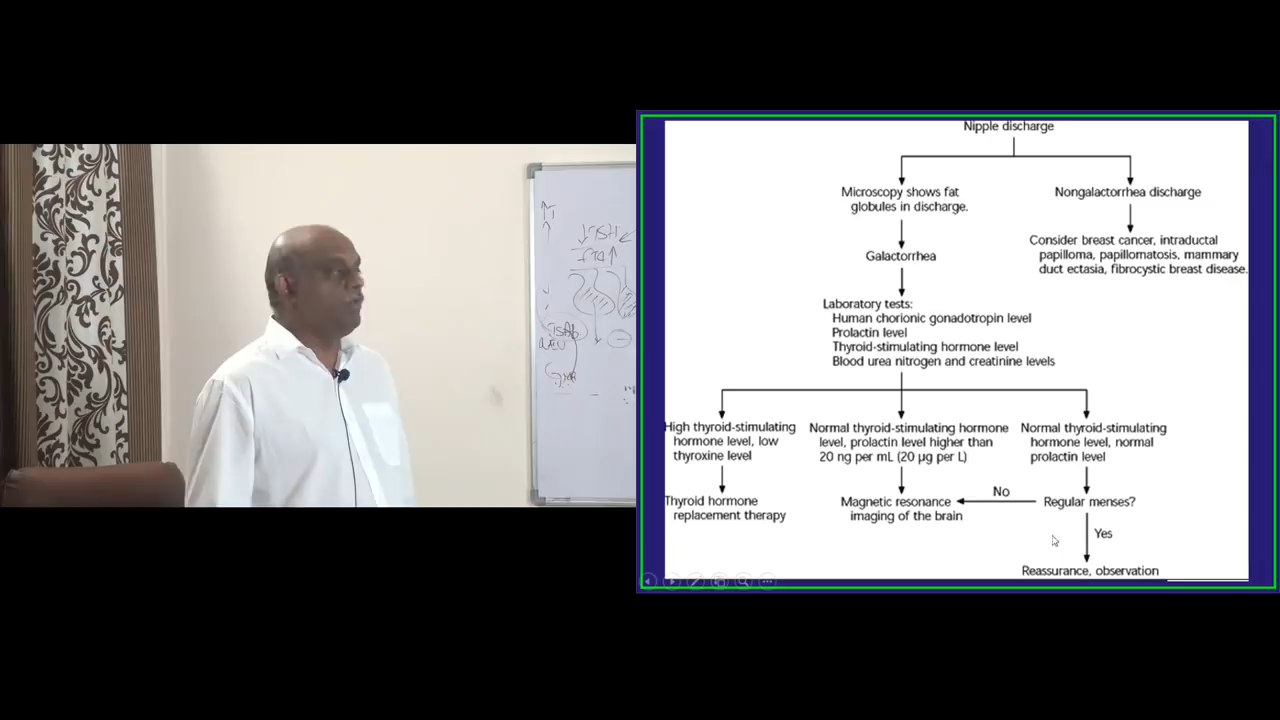 Nipple discharge
Microscopy shows fat
globules in discharge.
Nongalactorrhea discharge
Galactorrhea
Consider breast cancer, intraductal
papilloma, papillomatosis, mammary
duct ectasia, fibrocystic breast disease.
Laboratory tests:
Human chorionic gonadotropin level
Prolactin level
Thyroid-stimulating hormone level
Blood urea nitrogen and creatinine levels
High thyroid-stimulating
hormone level, low
thyroxine level
Normal thyroid-stimulating hormone
level, prolactin level higher than
20 ng per mL (20 µg per L)
Normal thyroid-stimulating
hormone level, normal
prolactin level
Thyroid hormone
replacement therapy
Magnetic resonance
imaging of the brain
No
Regular menses?
Yes
Reassurance, observation